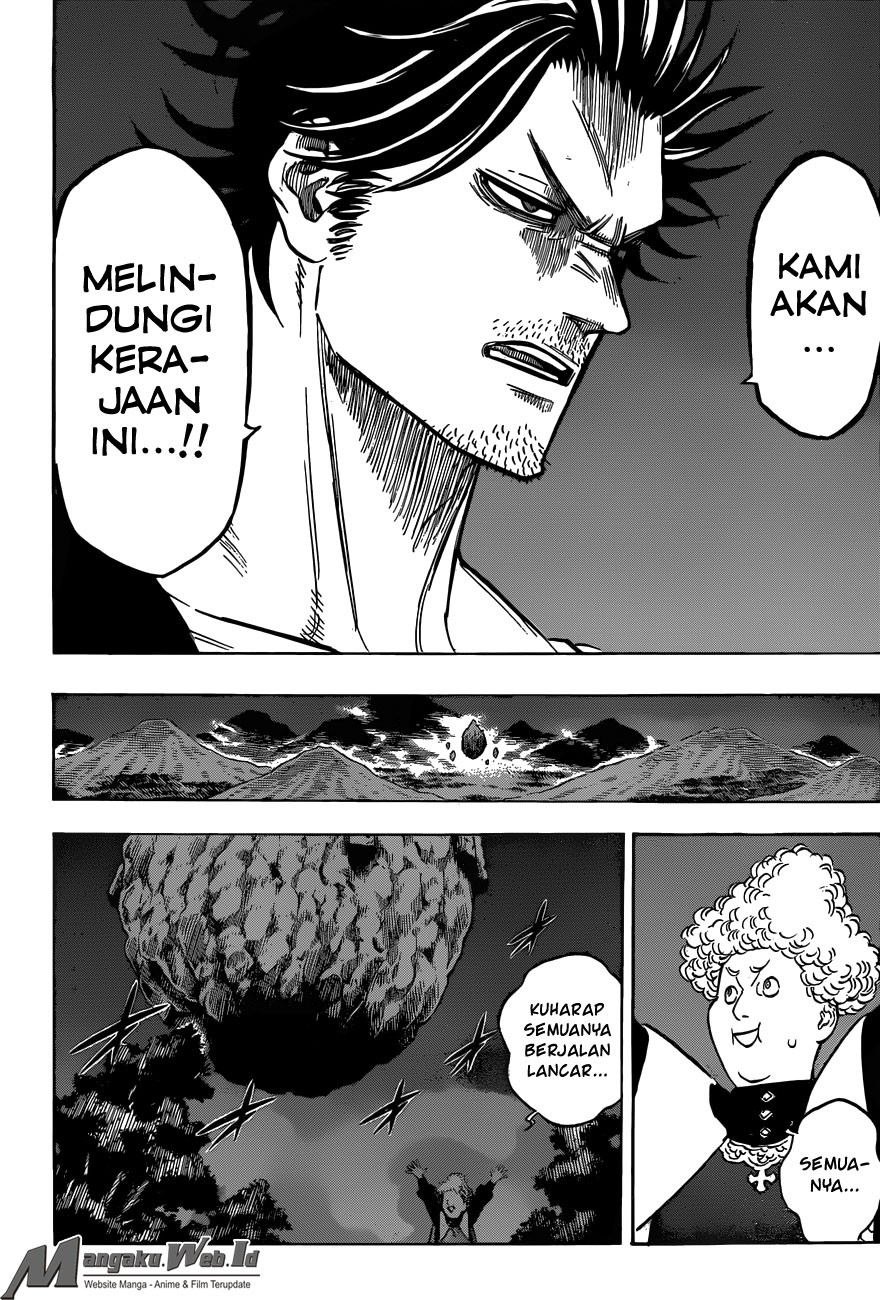 KAMI
AKAN
...
MELIN-
DUNGI
KERA-
JAAN
INI...!!
SEMUA-
NYA...
KUHARAP
SEMUANYA
BERJALAN
LANCAR...
Mangaku.Web.Id
Website Manga - Anime & Film Terupdate